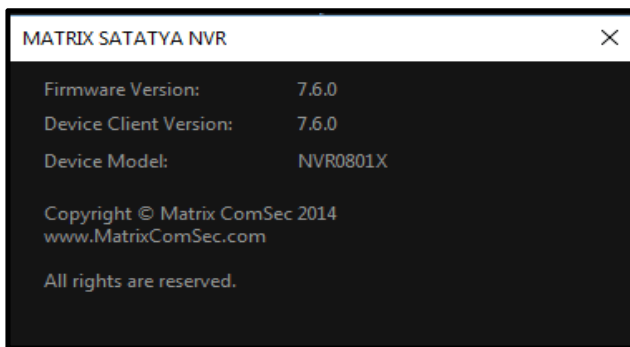 MATRIX SATATYA NVR
Firmware Version: 7.6.0
Device Client Version: 7.6.0
Device Model: NVR0801X
Copyright © Matrix ComSec 2014
www.MatrixComSec.com
All rights are reserved.